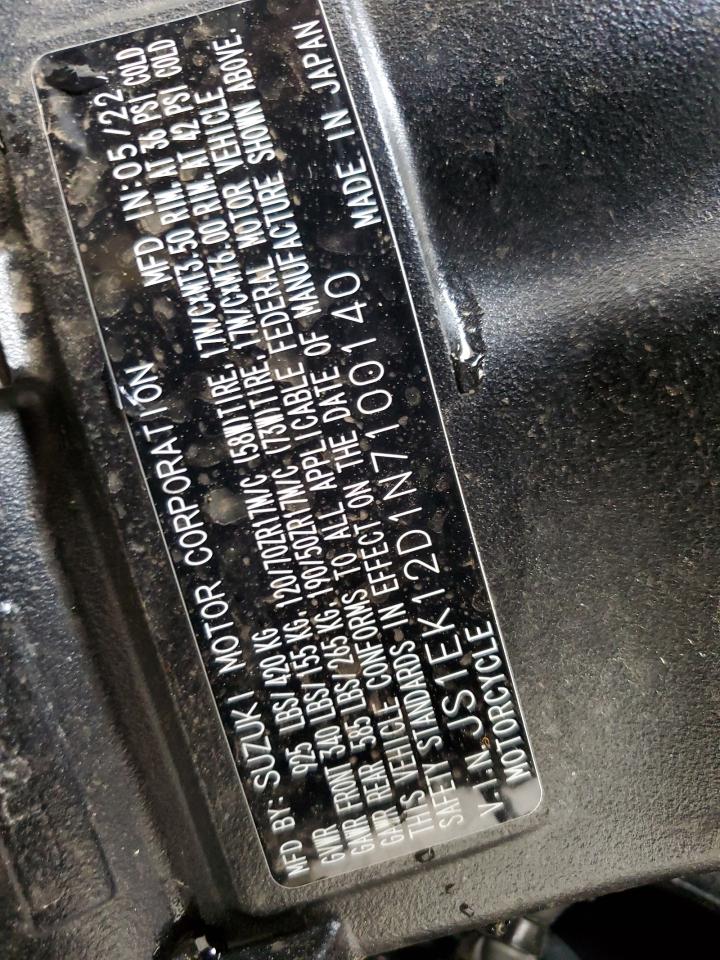 MFD BY: SUZUKI MOTOR CORPORATION MFD IN:05/22
GVWR 925 LBS/420 KG
GAWR FRONT 340 LBS/155 KG. 120/70ZR17M/C (58W)TIRE. 17M/C×MT3.50 RIM.AT 36 PSI COLD
GAWR REAR 585 LBS/265 KG. 190/50ZR17M/C (73W)TIRE. 17M/C×MT6.00 RIM.AT 42 PSI COLD
THIS VEHICLE CONFORMS TO ALL APPLICABLE FEDERAL MOTOR VEHICLE
SAFETY STANDARDS IN EFFECT ON THE DATE OF MANUFACTURE SHOWN ABOVE.
V.I.N.JS1EK12D1N7100140
MOTORCYCLE MADE IN JAPAN